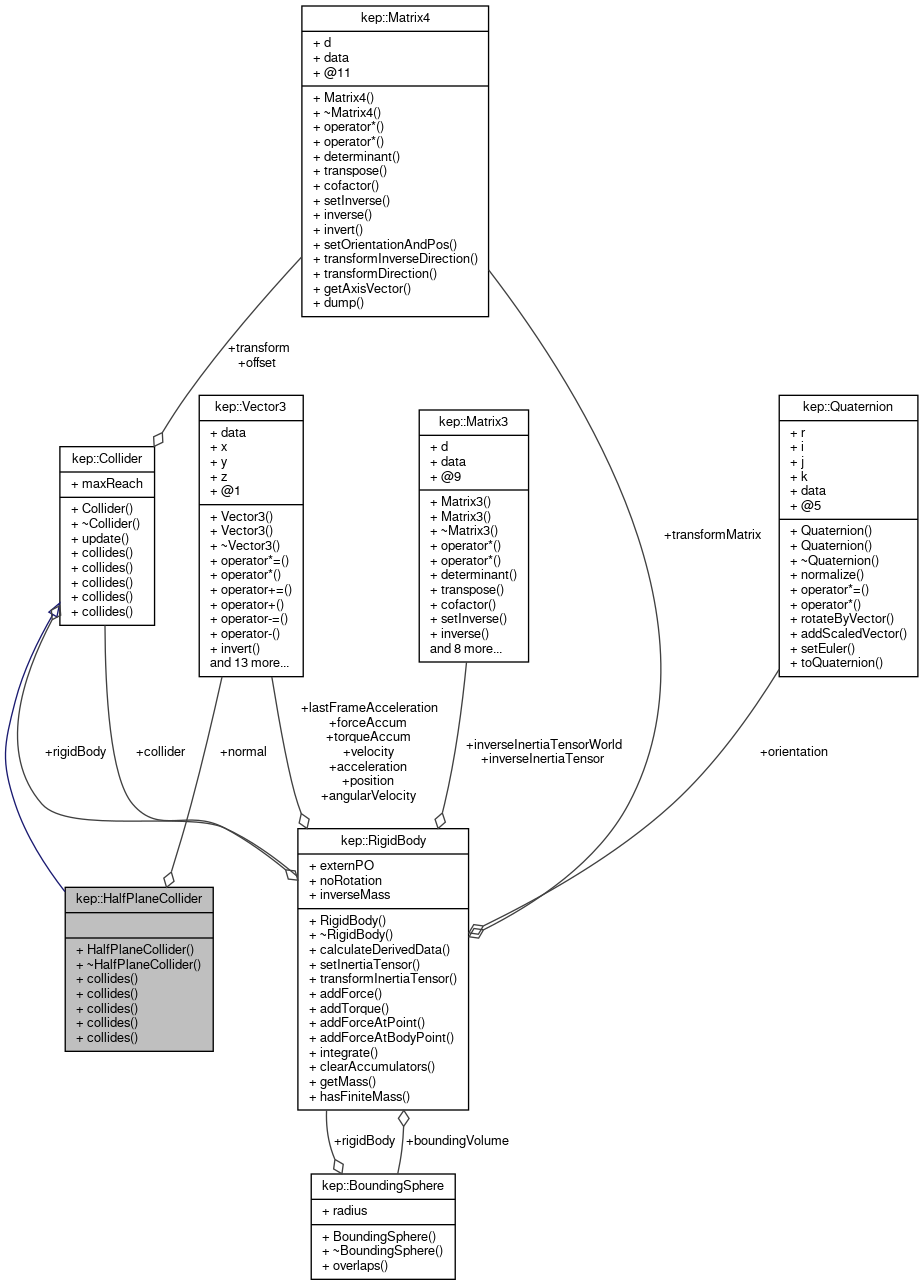 kep::Matrix4
+ d
+ data
+ @11
+ Matrix4()
+ ~Matrix4()
+ operator*()
+ operator*()
+ determinant()
+ transpose()
+ cofactor()
+ setInverse()
+ inverse()
+ invert()
+ setOrientationAndPos()
+ transformInverseDirection()
+ transformDirection()
+ getAxisVector()
+ dump()
+transform
+offset
kep::Collider
+ maxReach
+ Collider()
+ ~Collider()
+ update()
+ collides()
+ collides()
+ collides()
+ collides()
+ collides()
kep::Vector3
+ data
+ x
+ y
+ z
+ @1
+ Vector3()
+ Vector3()
+ ~Vector3()
+ operator*=()
+ operator*()
+ operator+=()
+ operator+()
+ operator-=()
+ operator-()
+ invert()
and 13 more...
kep::Matrix3
+ d
+ data
+ @9
+ Matrix3()
+ Matrix3()
+ ~Matrix3()
+ operator*()
+ operator*()
+ determinant()
+ transpose()
+ cofactor()
+ setInverse()
+ inverse()
and 8 more...
+transformMatrix
kep::Quaternion
+ r
+ i
+ j
+ k
+ data
+ @5
+ Quaternion()
+ Quaternion()
+ ~Quaternion()
+ normalize()
+ operator*=()
+ operator*()
+ rotateByVector()
+ addScaledVector()
+ setEuler()
+ toQuaternion()
+rigidBody
+collider
+normal
+lastFrameAcceleration
+forceAccum
+torqueAccum
+velocity
+acceleration
+position
+angularVelocity
+inverseInertiaTensorWorld
+inverseInertiaTensor
+orientation
kep::HalfPlaneCollider
+ HalfPlaneCollider()
+ ~HalfPlaneCollider()
+ collides()
+ collides()
+ collides()
+ collides()
+ collides()
kep::RigidBody
+ externPO
+ noRotation
+ inverseMass
+ RigidBody()
+ ~RigidBody()
+ calculateDerivedData()
+ setInertiaTensor()
+ transformInertiaTensor()
+ addForce()
+ addTorque()
+ addForceAtPoint()
+ addForceAtBodyPoint()
+ integrate()
+ clearAccumulators()
+ getMass()
+ hasFiniteMass()
+rigidBody
+boundingVolume
kep::BoundingSphere
+ radius
+ BoundingSphere()
+ ~BoundingSphere()
+ overlaps()